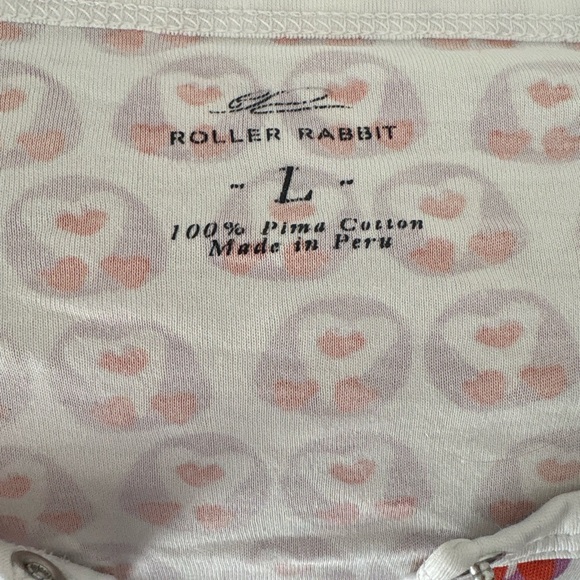 ROLLER RABBIT
- L -
100% Pima Cotton
Made in Peru